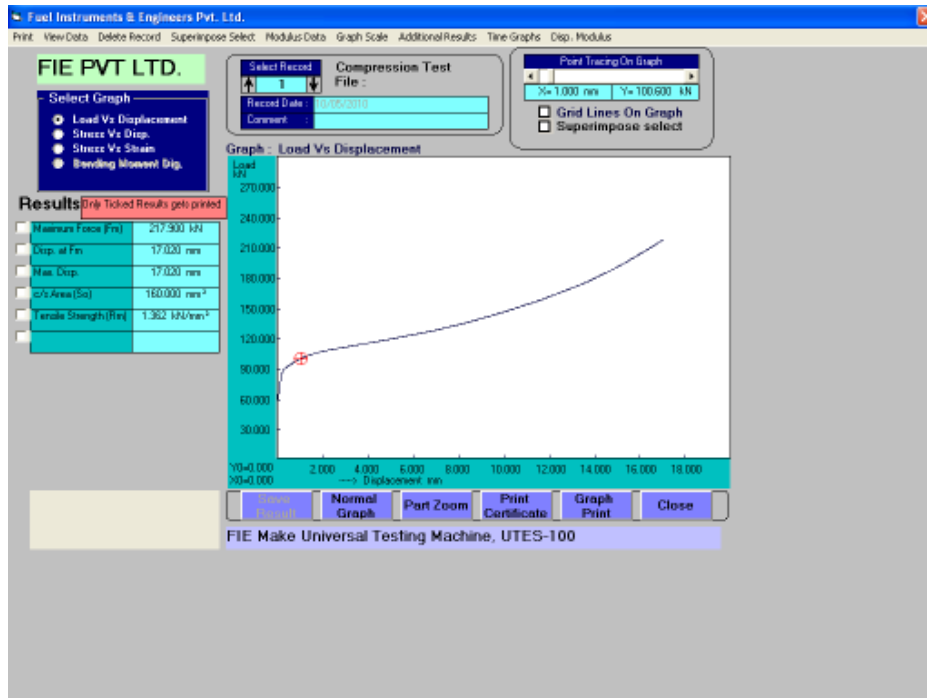 Fuel Instruments & Engineers Pvt. Ltd.
Print View Data Delete Record Superimpose Select Modulus Data Graph Scale Additional Results Time Graphs Disp. Modulus
FIE PVT LTD.
Select Graph
Load Vs Displacement
Stress Vs Disp.
Stress Vs Strain
Bending Moment Dig.
Select Record
1
Compression Test
File :
Record Date : 10/06/2010
Comment :
Point Tracing On Graph
X= 1.000 mm Y= 100.600 kN
Grid Lines On Graph
Superimpose select
Results
Only Ticked Results gets printed
Maximum Force (Fm) 217.900 kN
Disp. at Fm 17.020 mm
Max. Disp. 17.020 mm
c/s Area (So) 160.000 mm²
Tensile Strength (Rm) 1.362 kN/mm²
Graph : Load Vs Displacement
Load
kN
270.000
240.000
210.000
180.000
150.000
120.000
90.000
60.000
30.000
Y0=0.000
X0=0.000
2.000 4.000 6.000 8.000 10.000 12.000 14.000 16.000 18.000
---> Displacement mm
Save Result
Normal Graph
Part Zoom
Print Certificate
Graph Print
Close
FIE Make Universal Testing Machine, UTES-100